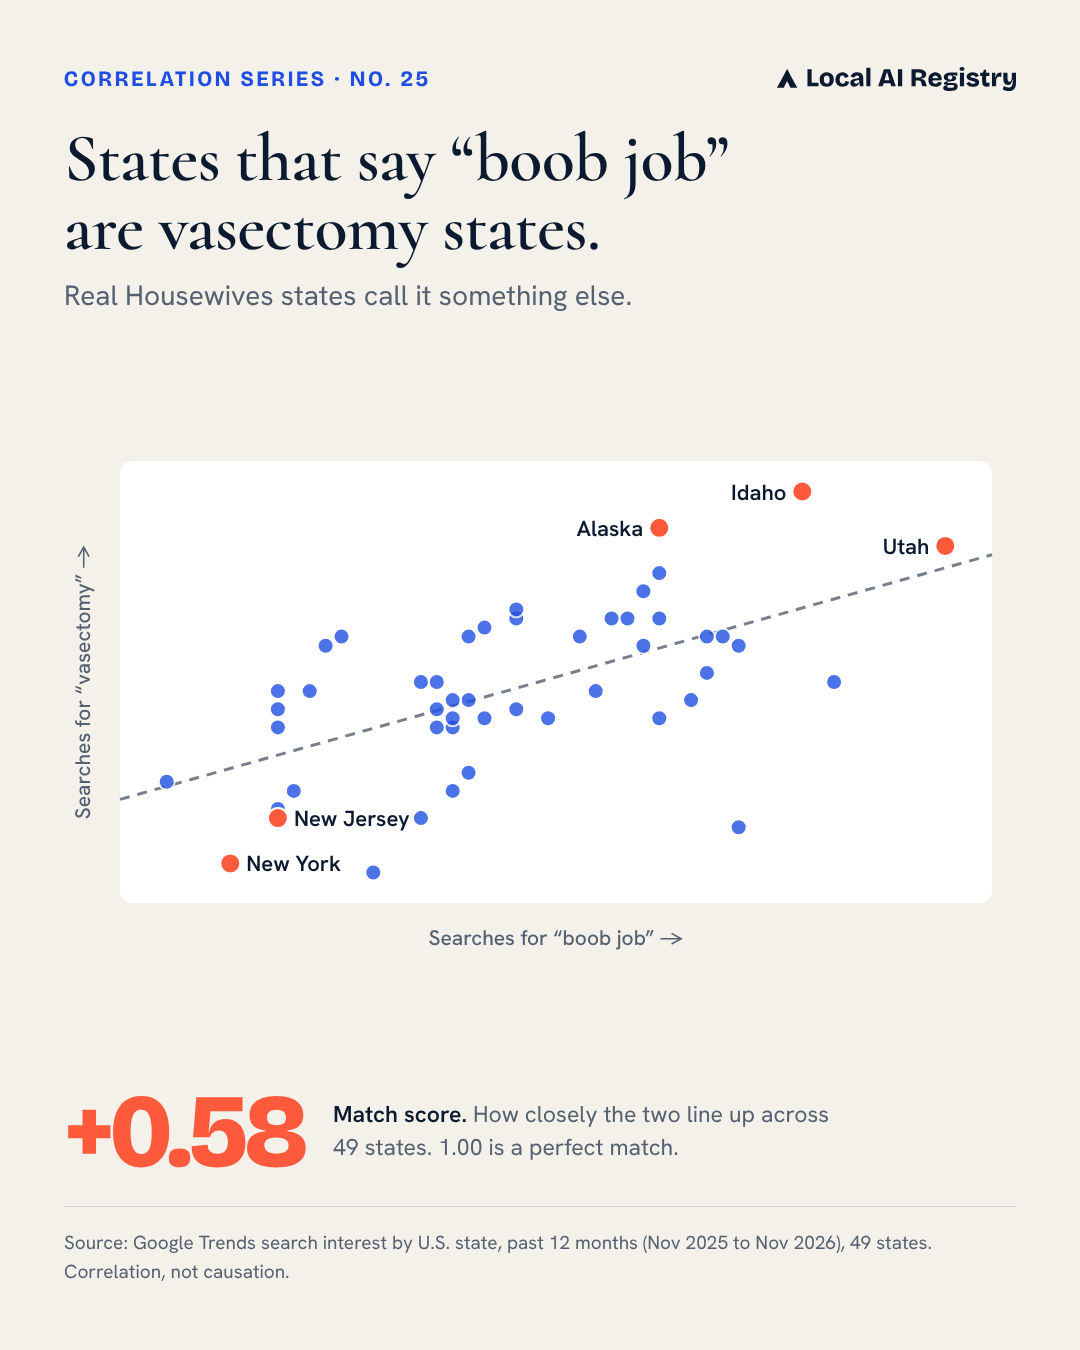 CORRELATION SERIES · NO. 25
Local AI Registry
States that say “boob job”
are vasectomy states.
Real Housewives states call it something else.
Idaho
Alaska
Utah
Searches for “vasectomy” →
New Jersey
New York
Searches for “boob job” →
+0.58
Match score. How closely the two line up across
49 states. 1.00 is a perfect match.
Source: Google Trends search interest by U.S. state, past 12 months (Nov 2025 to Nov 2026), 49 states.
Correlation, not causation.